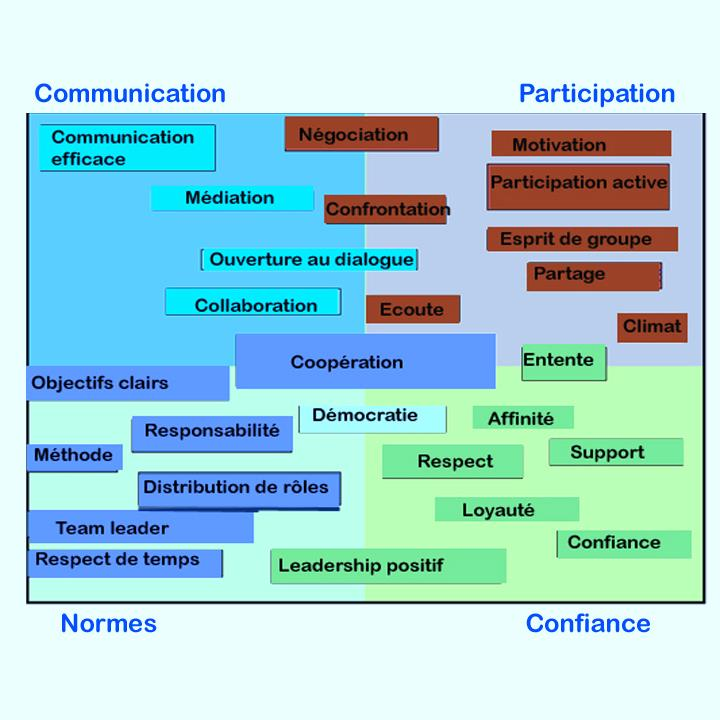 Communication
Participation
Communication
efficace
Négociation
Motivation
Participation active
Médiation
Confrontation
Esprit de groupe
Ouverture au dialogue
Partage
Collaboration
Ecoute
Climat
Coopération
Entente
Objectifs clairs
Démocratie
Affinité
Responsabilité
Méthode
Respect
Support
Distribution de rôles
Loyauté
Team leader
Confiance
Respect de temps
Leadership positif
Normes
Confiance